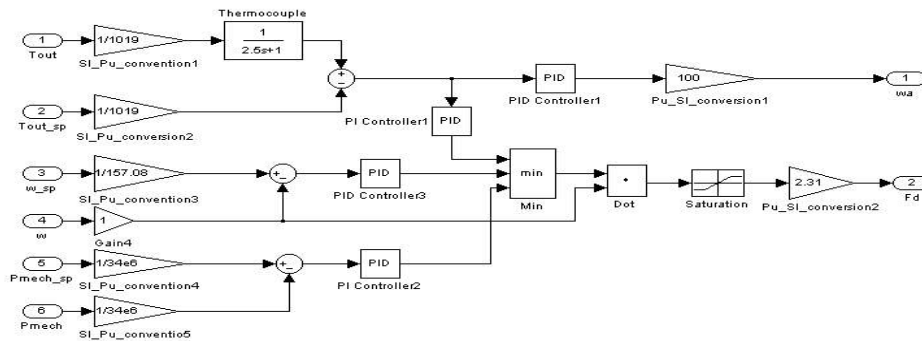 Thermocouple
1
Tout
1/1019
SI_Pu_convention1
1
2.5s+1
+
−
PID
PID Controller1
100
Pu_SI_conversion1
1
wa
2
Tout_sp
1/1019
SI_Pu_conversion2
PI Controller1
PID
3
w_sp
1/157.08
SI_Pu_conversion3
+
−
PID
PID Controller3
min
Min
Dot
Saturation
2.31
Pu_SI_conversion2
2
Fd
4
w
1
Gain4
5
Pmech_sp
1/34e6
SI_Pu_conversion4
+
−
PID
PI Controller2
6
Pmech
1/34e6
SI_Pu_conventio5